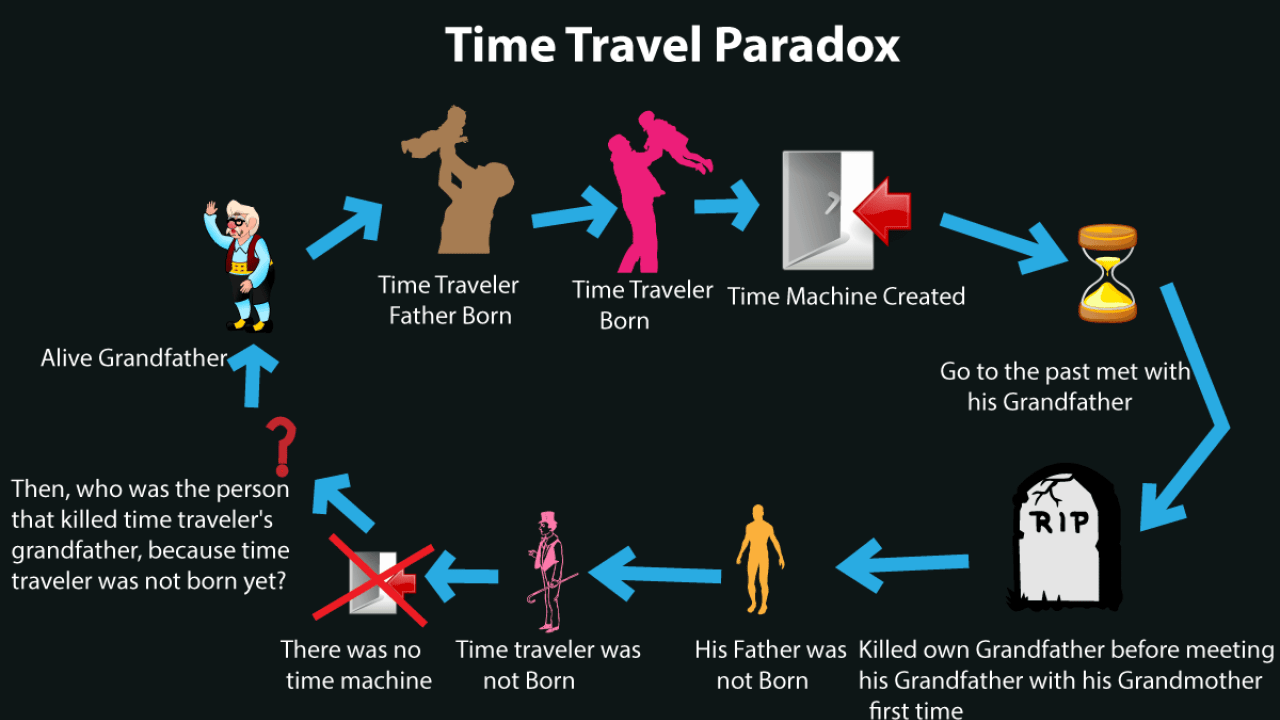 Time Travel Paradox
Time Traveler
Father Born
Time Traveler
Born
Time Machine Created
Alive Grandfather
Go to the past met with
his Grandfather
?
Then, who was the person
that killed time traveler's
grandfather, because time
traveler was not born yet?
RIP
There was no
time machine
Time traveler was
not Born
His Father was
not Born
Killed own Grandfather before meeting
his Grandfather with his Grandmother
first time